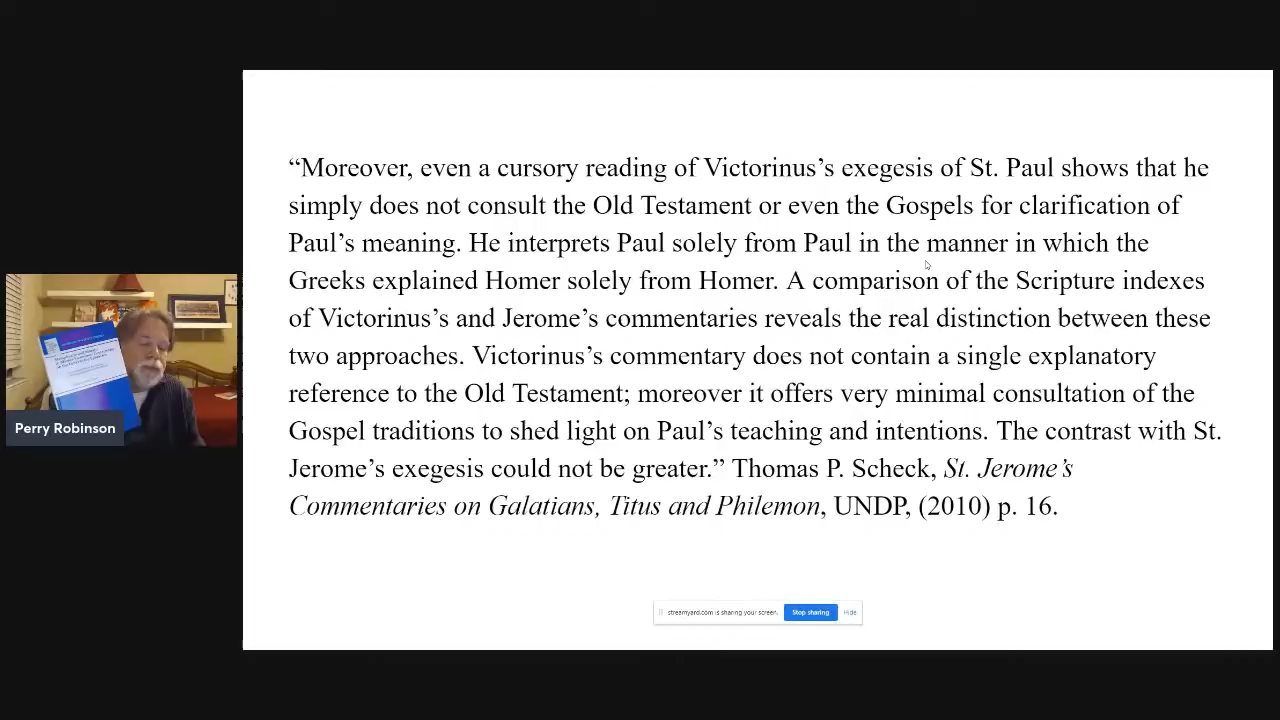 “Moreover, even a cursory reading of Victorinus’s exegesis of St. Paul shows that he
simply does not consult the Old Testament or even the Gospels for clarification of
Paul’s meaning. He interprets Paul solely from Paul in the manner in which the
Greeks explained Homer solely from Homer. A comparison of the Scripture indexes
of Victorinus’s and Jerome’s commentaries reveals the real distinction between these
two approaches. Victorinus’s commentary does not contain a single explanatory
reference to the Old Testament; moreover it offers very minimal consultation of the
Gospel traditions to shed light on Paul’s teaching and intentions. The contrast with St.
Jerome’s exegesis could not be greater.” Thomas P. Scheck, St. Jerome’s
Commentaries on Galatians, Titus and Philemon, UNDP, (2010) p. 16.
Perry Robinson
streamyard.com is sharing your screen. Stop sharing Hide